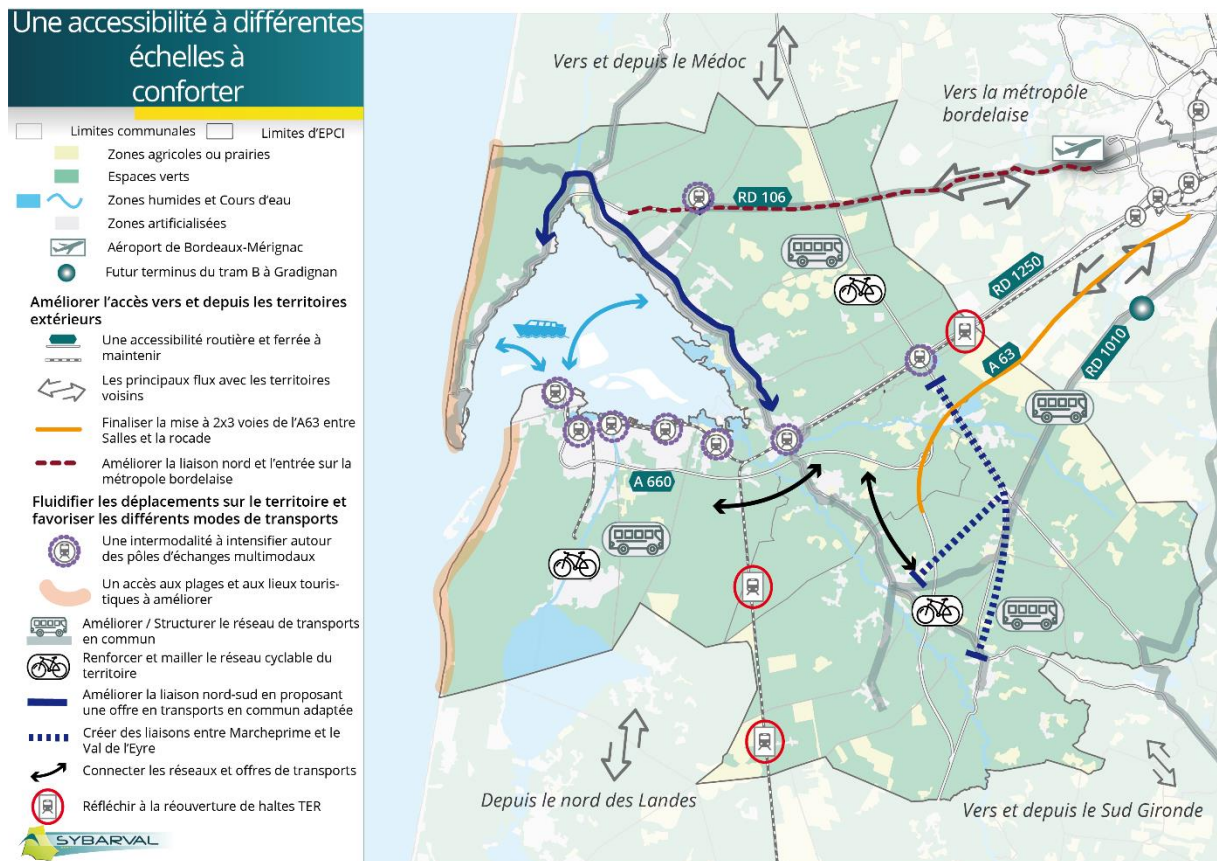 Une accessibilité à différentes
échelles à
conforter
Limites communales
Limites d'EPCI
Zones agricoles ou prairies
Espaces verts
Zones humides et Cours d'eau
Zones artificialisées
Aéroport de Bordeaux-Mérignac
Futur terminus du tram B à Gradignan
Améliorer l'accès vers et depuis les territoires
extérieurs
Une accessibilité routière et ferrée à
maintenir
Les principaux flux avec les territoires
voisins
Finaliser la mise à 2x3 voies de l'A63 entre
Salles et la rocade
Améliorer la liaison nord et l'entrée sur la
métropole bordelaise
Fluidifier les déplacements sur le territoire et
favoriser les différents modes de transports
Une intermodalité à intensifier autour
des pôles d'échanges multimodaux
Un accès aux plages et aux lieux touris-
tiques à améliorer
Améliorer / Structurer le réseau de transports
en commun
Renforcer et mailler le réseau cyclable du
territoire
Améliorer la liaison nord-sud en proposant
une offre en transports en commun adaptée
Créer des liaisons entre Marcheprime et le
Val de l'Eyre
Connecter les réseaux et offres de transports
Réfléchir à la réouverture de haltes TER
SYBARVAL
Vers et depuis le Médoc
Vers la métropole
bordelaise
RD 106
RD 1250
A 63
RD 1010
A 660
Depuis le nord des Landes
Vers et depuis le Sud Gironde